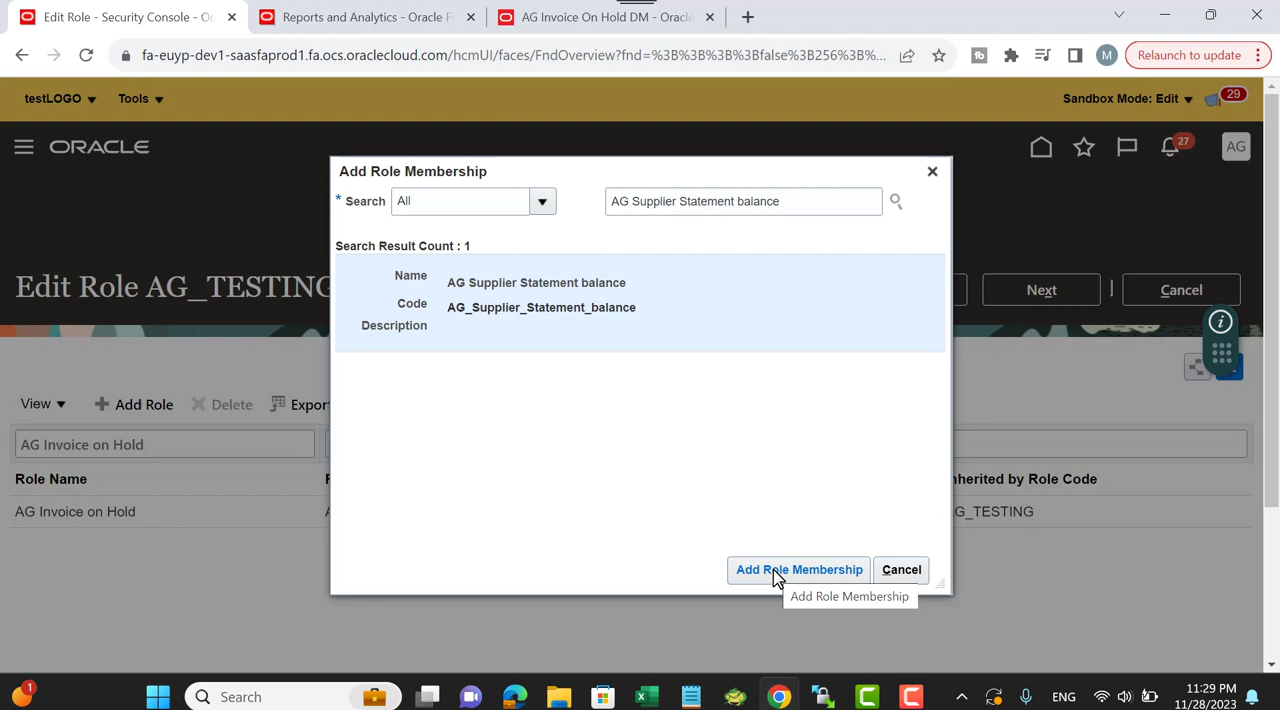 Edit Role - Security Console - Or
Reports and Analytics - Oracle F
AG Invoice On Hold DM - Oracle
fa-euyp-dev1-saasfaprod1.fa.ocs.oraclecloud.com/hcmUI/faces/FndOverview?fnd=%3B%3B%3B%3Bfalse%3B256%3B%...
M
Relaunch to update
testLOGO
Tools
Sandbox Mode: Edit
29
ORACLE
27
AG
Add Role Membership
* Search
All
AG Supplier Statement balance
Search Result Count : 1
Name
AG Supplier Statement balance
Code
AG_Supplier_Statement_balance
Description
Edit Role AG_TESTING
Next
Cancel
View
Add Role
Delete
Export
AG Invoice on Hold
Role Name
nherited by Role Code
AG Invoice on Hold
G_TESTING
Add Role Membership
Cancel
Add Role Membership
1
Search
ENG
11:29 PM
11/28/2023